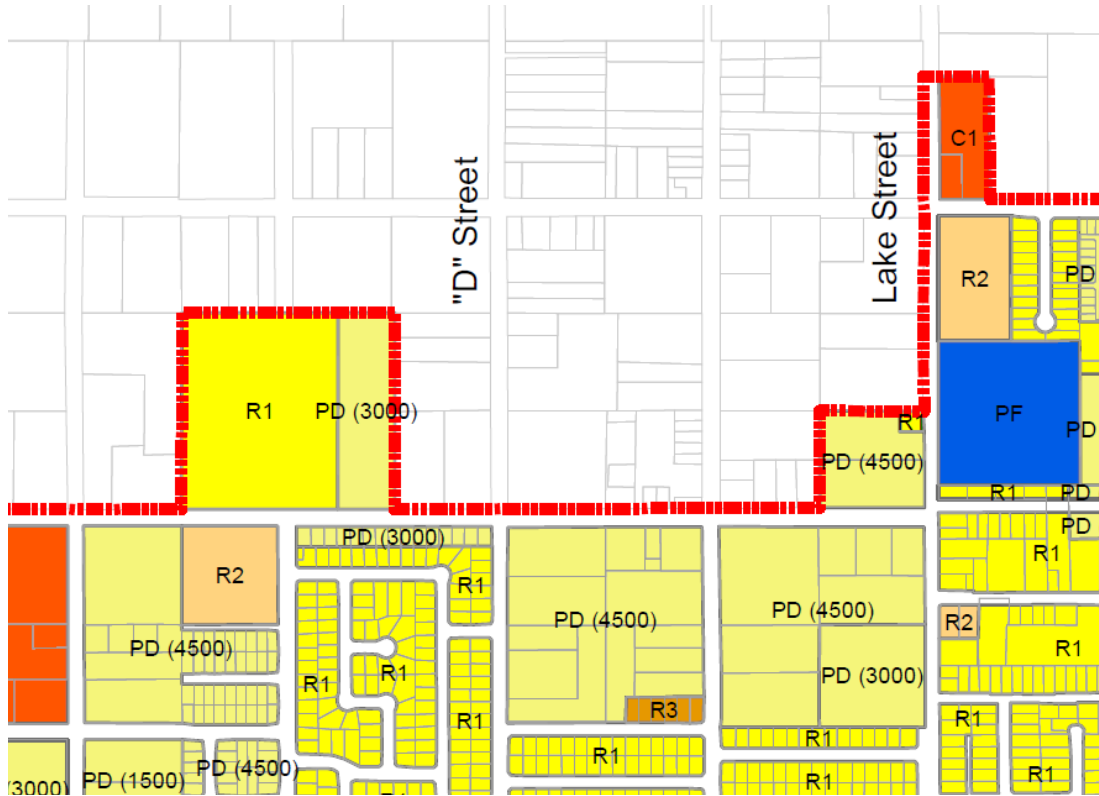 C1
"D" Street
Lake Street
R2
PD
R1
PD (3000)
PF
R1
PD
PD (4500)
R1
PD
PD (3000)
PD
R1
R2
R1
PD (4500)
PD (4500)
R2
PD (4500)
R1
R1
R1
PD (3000)
R3
R1
R1
R1
R1
R1
PD (4500)
R1
PD (1500)
R1
(3000)